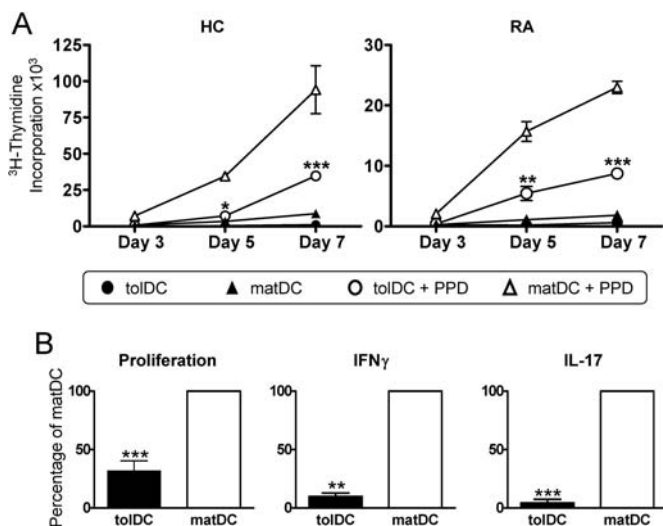 A
HC
RA
³H-Thymidine
Incorporation x10³
125
100
75
50
25
0
Day 3 Day 5 Day 7
* ***
30
20
10
0
Day 3 Day 5 Day 7
** ***
tolDC matDC tolDC + PPD matDC + PPD
B
Percentage of matDC
Proliferation
100
50
0
***
tolDC matDC
IFNγ
100
50
0
**
tolDC matDC
IL-17
100
50
0
***
tolDC matDC